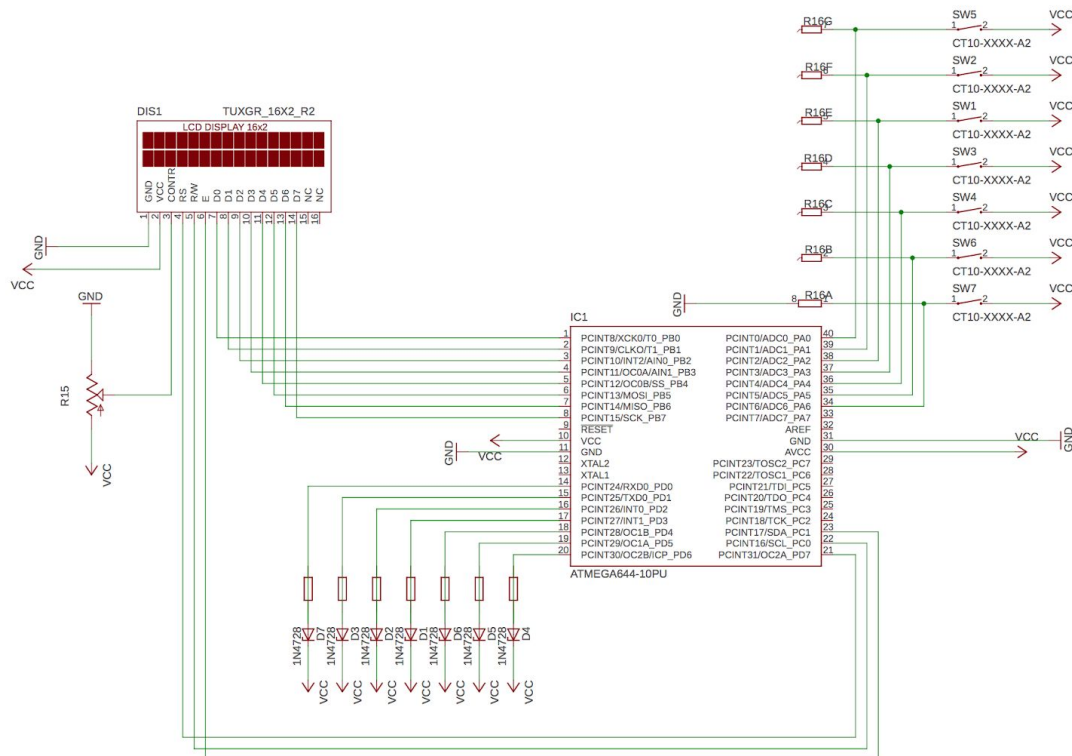 DIS1 TUXGR_16X2_R2
LCD DISPLAY 16x2
GND
VCC
CONTR
RS
R/W
E
D0
D1
D2
D3
D4
D5
D6
D7
NC
NC
1
2
3
4
5
6
7
8
9
10
11
12
13
14
15
16
GND
VCC
GND
R15
VCC
R16G 7
SW5
1 2
VCC
CT10-XXXX-A2
R16F 6
SW2
1 2
VCC
CT10-XXXX-A2
R16E 5
SW1
1 2
VCC
CT10-XXXX-A2
R16D 4
SW3
1 2
VCC
CT10-XXXX-A2
R16C 3
SW4
1 2
VCC
CT10-XXXX-A2
R16B 2
SW6
1 2
VCC
CT10-XXXX-A2
GND
8 R16A 1
SW7
1 2
VCC
CT10-XXXX-A2
IC1
1 PCINT8/XCK0/T0_PB0 PCINT0/ADC0_PA0 40
2 PCINT9/CLKO/T1_PB1 PCINT1/ADC1_PA1 39
3 PCINT10/INT2/AIN0_PB2 PCINT2/ADC2_PA2 38
4 PCINT11/OC0A/AIN1_PB3 PCINT3/ADC3_PA3 37
5 PCINT12/OC0B/SS_PB4 PCINT4/ADC4_PA4 36
6 PCINT13/MOSI_PB5 PCINT5/ADC5_PA5 35
7 PCINT14/MISO_PB6 PCINT6/ADC6_PA6 34
8 PCINT15/SCK_PB7 PCINT7/ADC7_PA7 33
9 RESET AREF 32
10 VCC GND 31
11 GND AVCC 30
12 XTAL2 PCINT23/TOSC2_PC7 29
13 XTAL1 PCINT22/TOSC1_PC6 28
14 PCINT24/RXD0_PD0 PCINT21/TDI_PC5 27
15 PCINT25/TXD0_PD1 PCINT20/TDO_PC4 26
16 PCINT26/INT0_PD2 PCINT19/TMS_PC3 25
17 PCINT27/INT1_PD3 PCINT18/TCK_PC2 24
18 PCINT28/OC1B_PD4 PCINT17/SDA_PC1 23
19 PCINT29/OC1A_PD5 PCINT16/SCL_PC0 22
20 PCINT30/OC2B/ICP_PD6 PCINT31/OC2A_PD7 21
ATMEGA644-10PU
VCC
GND
VCC
GND
1N4728 D7
1N4728 D3
1N4728 D2
1N4728 D1
1N4728 D6
1N4728 D5
1N4728 D4
VCC
VCC
VCC
VCC
VCC
VCC
VCC